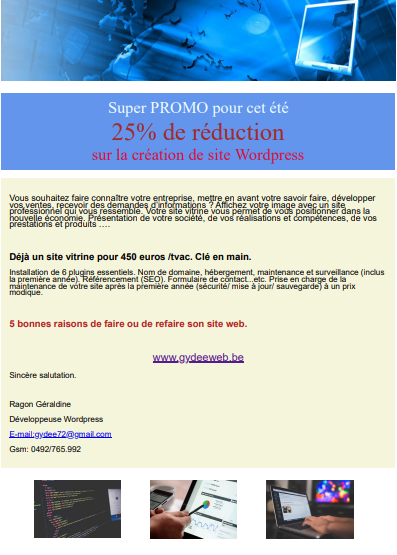 Super PROMO pour cet été
25% de réduction
sur la création de site Wordpress
Vous souhaitez faire connaître votre entreprise, mettre en avant votre savoir faire, développer
vos ventes, recevoir des demandes d'informations ? Affichez votre image avec un site
professionnel qui vous ressemble. Votre site vitrine vous permet de vous positionner dans la
nouvelle économie. Présentation de votre société, de vos réalisations et compétences, de vos
prestations et produits ….
Déjà un site vitrine pour 450 euros /tvac. Clé en main.
Installation de 6 plugins essentiels. Nom de domaine, hébergement, maintenance et surveillance (inclus
la première année). Référencement (SEO). Formulaire de contact...etc. Prise en charge de la
maintenance de votre site après la première année (sécurité/ mise à jour/ sauvegarde) à un prix
modique.
5 bonnes raisons de faire ou de refaire son site web.
www.gydeeweb.be
Sincère salutation.
Ragon Géraldine
Développeuse Wordpress
E-mail:gydee72@gmail.com
Gsm: 0492/765.992